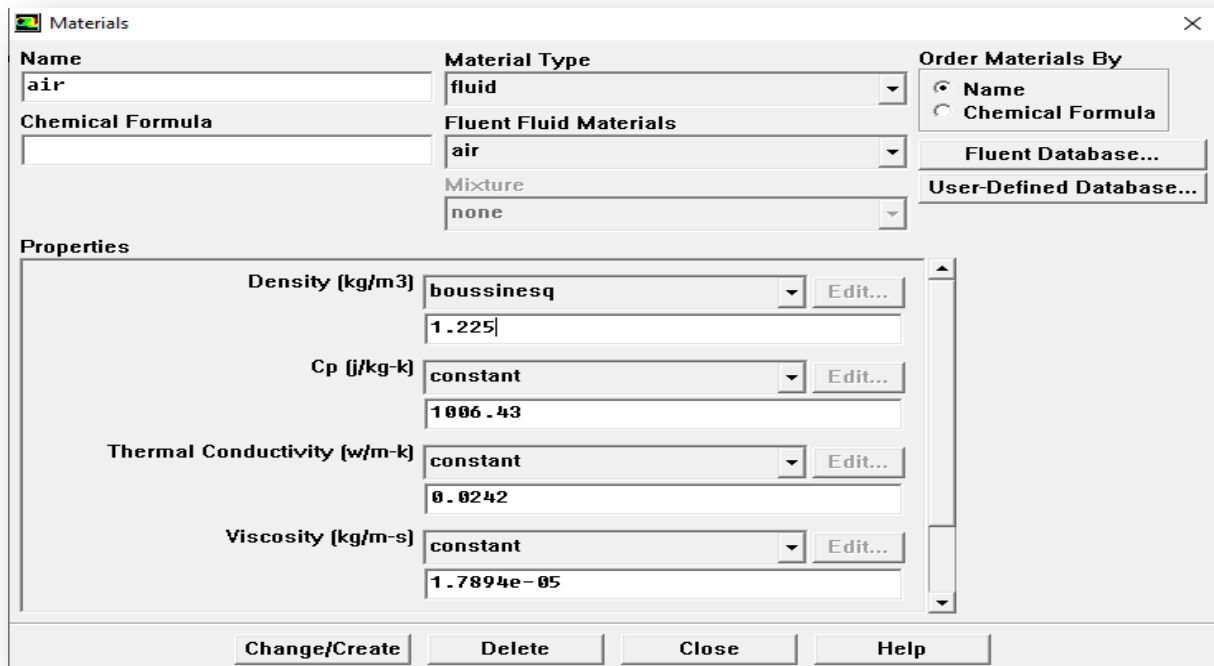 Materials
Name
air
Chemical Formula
Material Type
fluid
Fluent Fluid Materials
air
Mixture
none
Order Materials By
Name
Chemical Formula
Fluent Database...
User-Defined Database...
Properties
Density (kg/m3) boussinesq Edit...
1.225
Cp (j/kg-k) constant Edit...
1006.43
Thermal Conductivity (w/m-k) constant Edit...
0.0242
Viscosity (kg/m-s) constant Edit...
1.7894e-05
Change/Create Delete Close Help